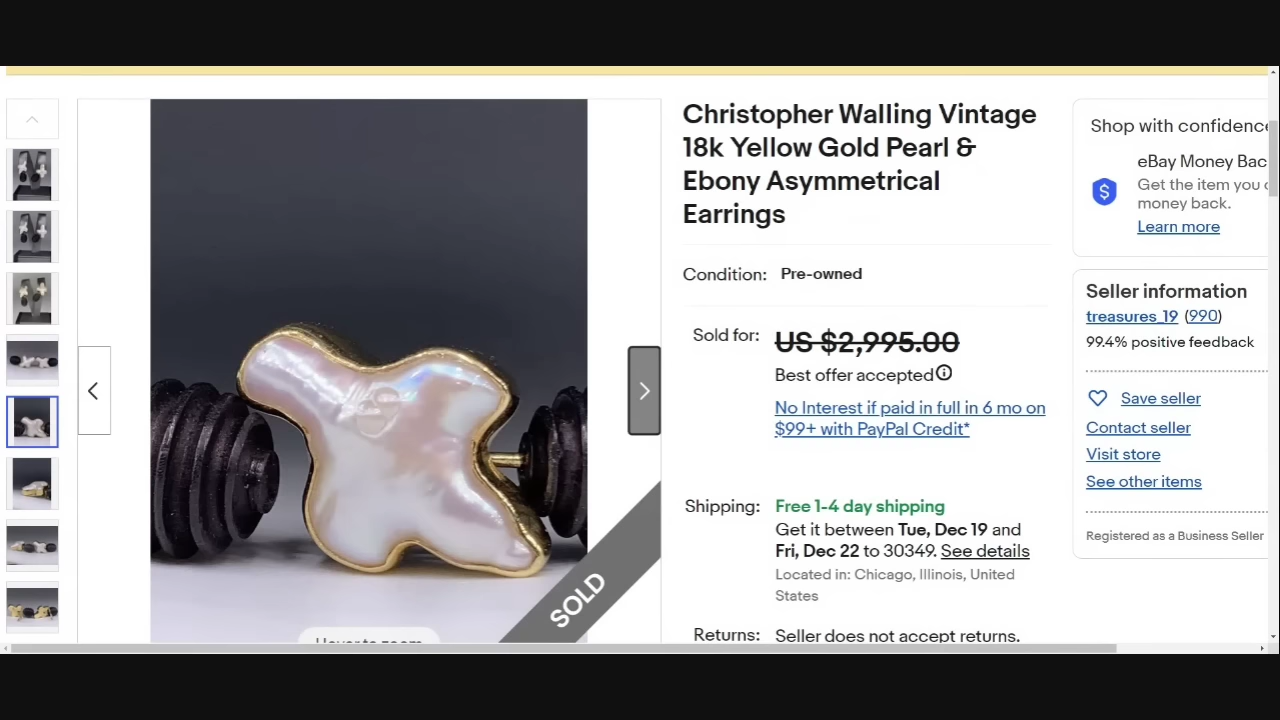 Christopher Walling Vintage
18k Yellow Gold Pearl &
Ebony Asymmetrical
Earrings
Condition: Pre-owned
Sold for: US $2,995.00
Best offer accepted
No Interest if paid in full in 6 mo on
$99+ with PayPal Credit*
Shipping: Free 1-4 day shipping
Get it between Tue, Dec 19 and
Fri, Dec 22 to 30349. See details
Located in: Chicago, Illinois, United
States
Returns: Seller does not accept returns.
SOLD
Hover to zoom
Shop with confidence
eBay Money Bac
Get the item you o
money back.
Learn more
Seller information
treasures_19 (990)
99.4% positive feedback
Save seller
Contact seller
Visit store
See other items
Registered as a Business Seller